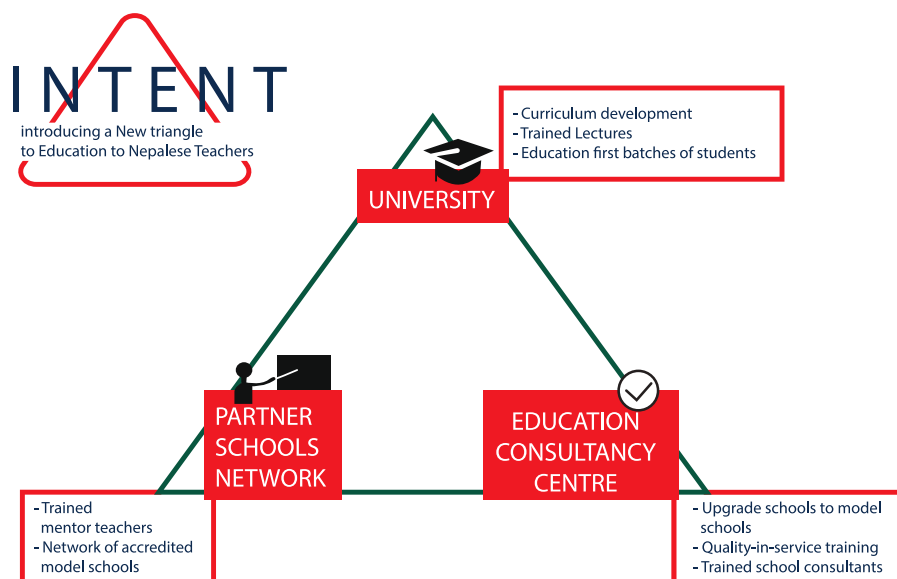 INTENT
introducing a New triangle
to Education to Nepalese Teachers
- Curriculum development
- Trained Lectures
- Education first batches of students
UNIVERSITY
PARTNER
SCHOOLS
NETWORK
EDUCATION
CONSULTANCY
CENTRE
- Trained
mentor teachers
- Network of accredited
model schools
- Upgrade schools to model
schools
- Quality-in-service training
- Trained school consultants